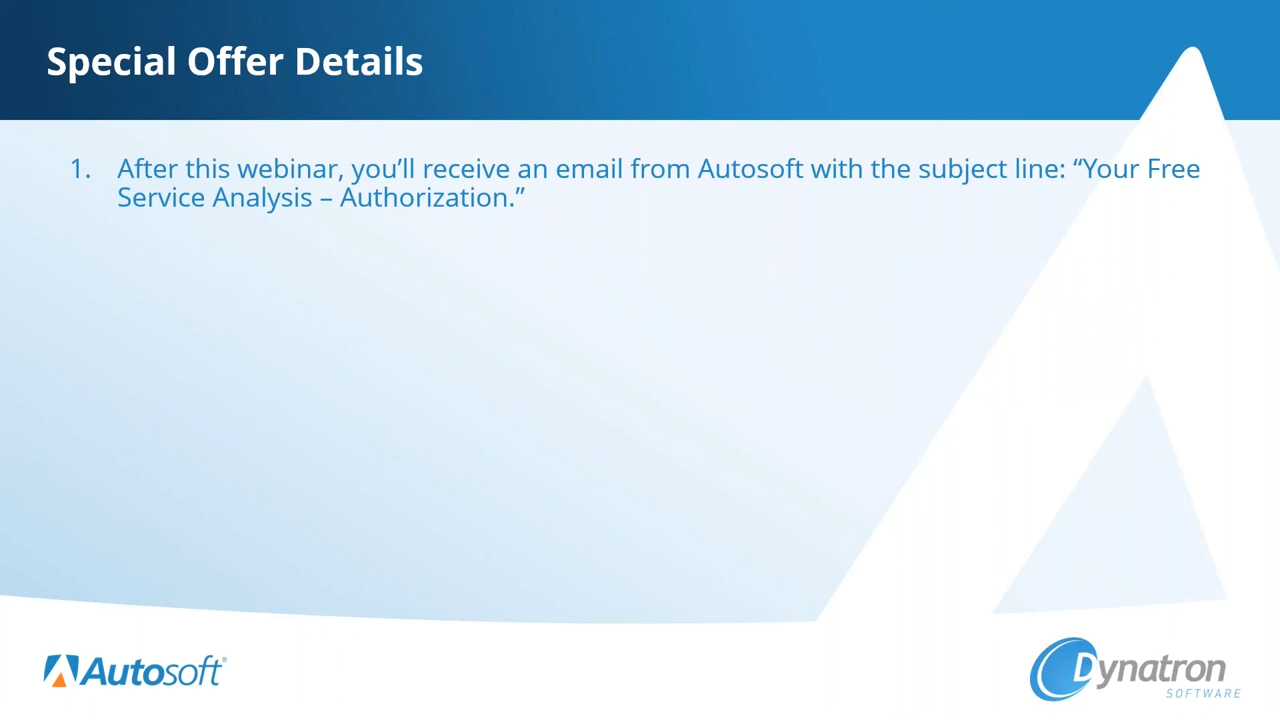 Special Offer Details
1. After this webinar, you’ll receive an email from Autosoft with the subject line: “Your Free
Service Analysis – Authorization.”
Autosoft®
Dynatron
SOFTWARE